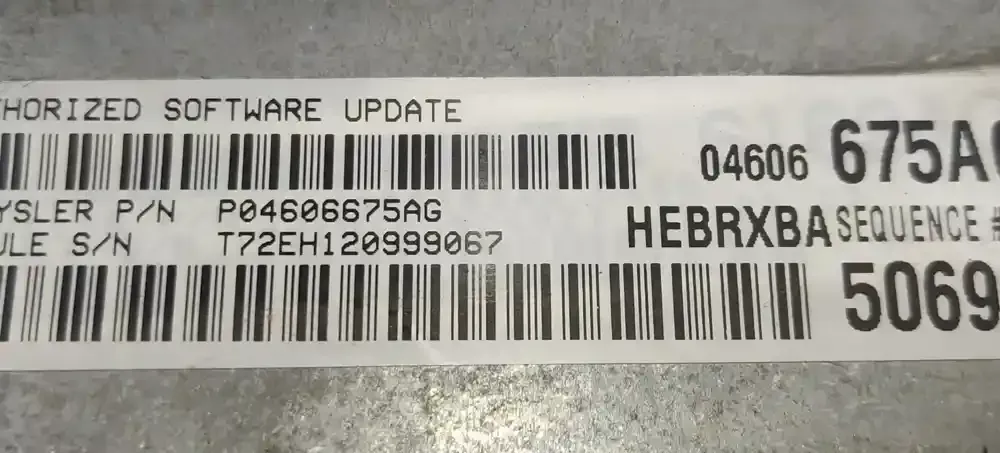 HORIZED SOFTWARE UPDATE
04606 675A
YSLER P/N P04606675AG
HEBRXBA SEQUENCE #
ULE S/N T72EH120999067
5069